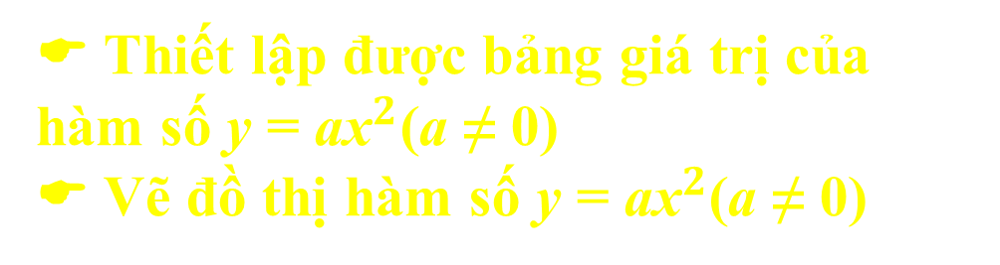 ☛ Thiết lập được bảng giá trị của
hàm số y = ax²(a ≠ 0)
☛ Vẽ đồ thị hàm số y = ax²(a ≠ 0)